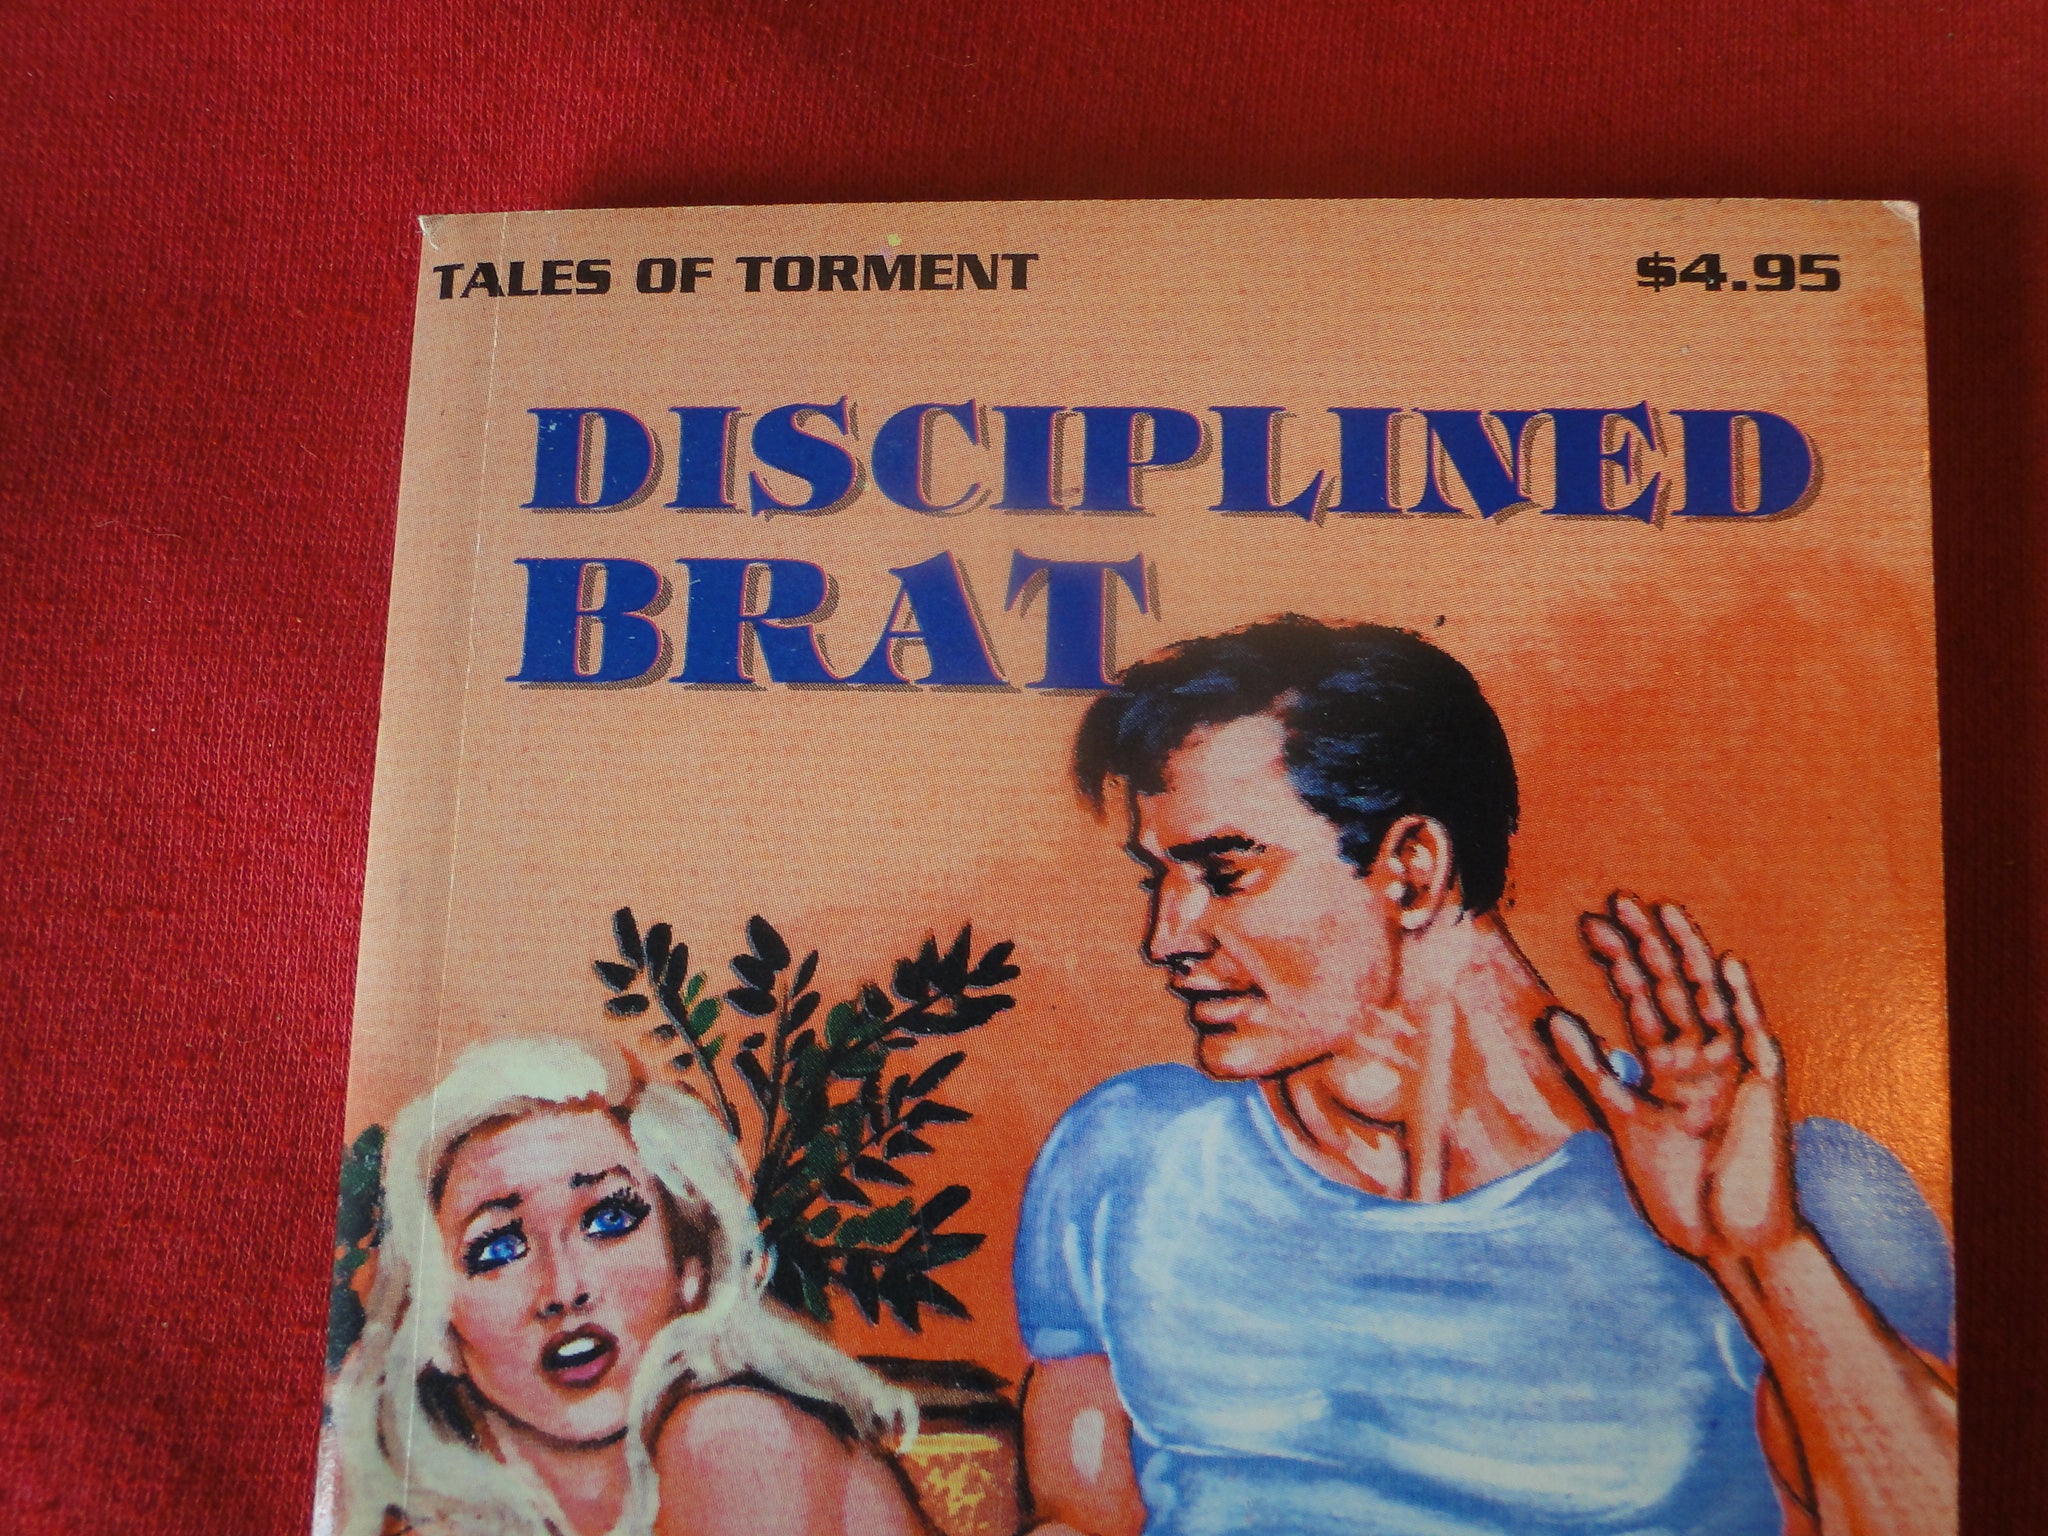 TALES OF TORMENT $4.95
DISCIPLINED
BRAT